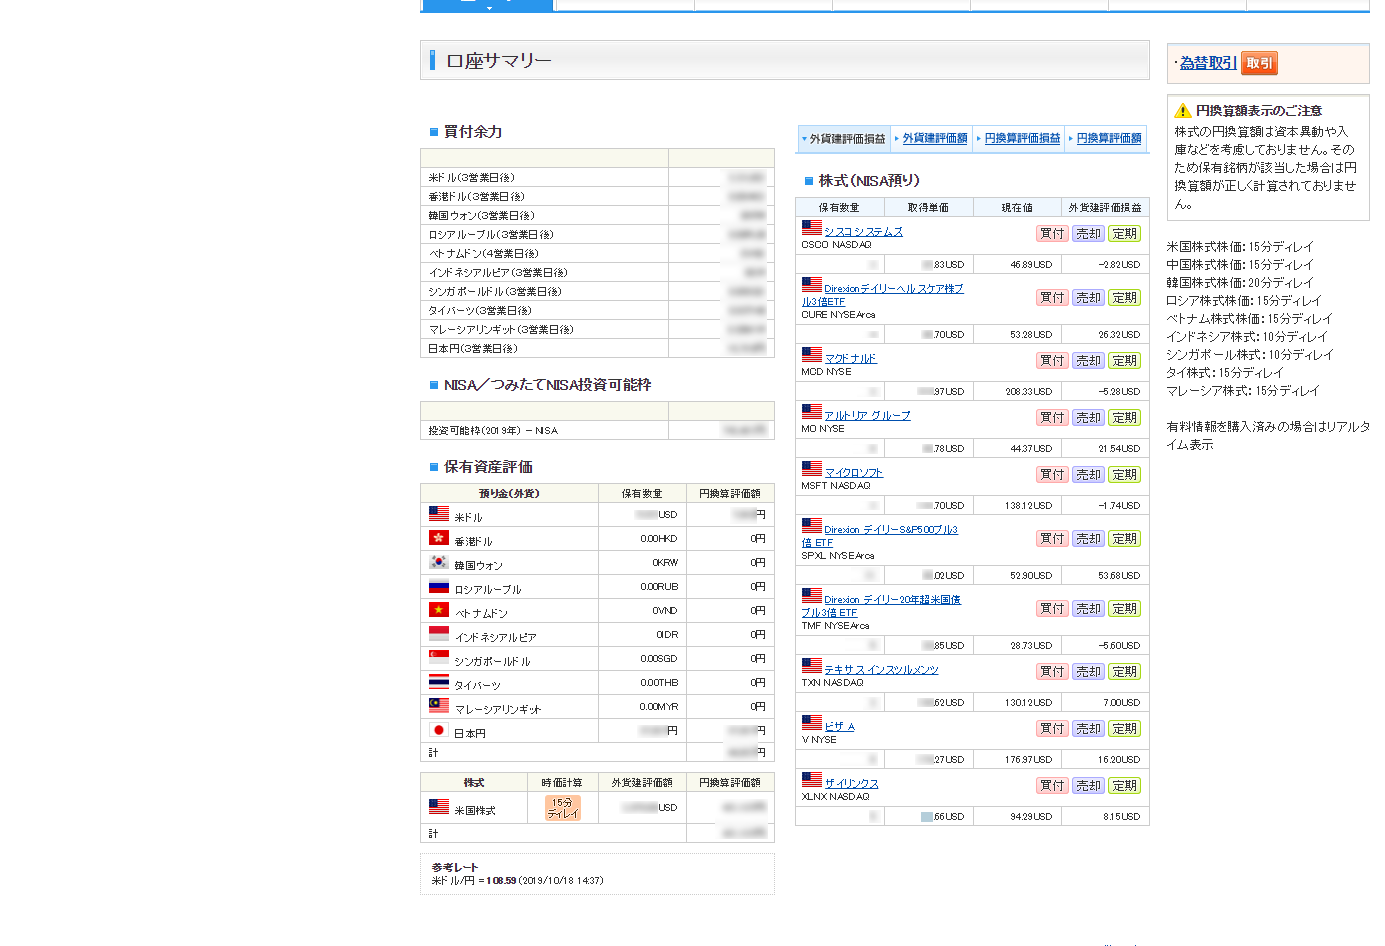 口座サマリー
買付余力
米ドル(3営業日後)
香港ドル(3営業日後)
韓国ウォン(3営業日後)
ロシアルーブル(3営業日後)
ベトナムドン(4営業日後)
インドネシアルピア(3営業日後)
シンガポールドル(3営業日後)
タイバーツ(3営業日後)
マレーシアリンギット(3営業日後)
日本円(3営業日後)
NISA／つみたてNISA投資可能枠
投資可能枠(2019年) － NISA
保有資産評価
預り金(外貨) 保有数量 円換算評価額
米ドル USD 円
香港ドル 0.00HKD 0円
韓国ウォン 0KRW 0円
ロシアルーブル 0.00RUB 0円
ベトナムドン 0VND 0円
インドネシアルピア 0IDR 0円
シンガポールドル 0.00SGD 0円
タイバーツ 0.00THB 0円
マレーシアリンギット 0.00MYR 0円
日本円 円 円
計 円
株式 時価計算 外貨建評価額 円換算評価額
米国株式 15分 USD
ディレイ
計
参考レート
米ドル/円 = 108.59 (2019/10/18 14:37)
外貨建評価損益 外貨建評価額 円換算評価損益 円換算評価額
株式(NISA預り)
保有数量 取得単価 現在値 外貨建評価損益
シスコ システムズ 買付 売却 定期
CSCO NASDAQ
.83USD 46.89USD -2.82USD
Direxionデイリーヘルスケア株ブ
ル3倍ETF 買付 売却 定期
CURE NYSEArca
.70USD 53.28USD 26.32USD
マクドナルド 買付 売却 定期
MCD NYSE
.97USD 208.33USD -5.28USD
アルトリア グループ 買付 売却 定期
MO NYSE
.78USD 44.37USD 21.54USD
マイクロソフト 買付 売却 定期
MSFT NASDAQ
.70USD 138.12USD -1.74USD
Direxion デイリーS&P500ブル3
倍 ETF 買付 売却 定期
SPXL NYSEArca
.02USD 52.90USD 53.68USD
Direxion デイリー20年超米国債
ブル3倍 ETF 買付 売却 定期
TMF NYSEArca
.85USD 28.73USD -5.60USD
テキサス インスツルメンツ 買付 売却 定期
TXN NASDAQ
.62USD 130.12USD 7.00USD
ビザ A 買付 売却 定期
V NYSE
.27USD 176.97USD 16.20USD
ザイリンクス 買付 売却 定期
XLNX NASDAQ
.66USD 94.29USD 8.15USD
・為替取引 取引
円換算額表示のご注意
株式の円換算額は資本異動や入
庫などを考慮しておりません。その
ため保有銘柄が該当した場合は円
換算額が正しく計算されておりませ
ん。
米国株式株価：15分ディレイ
中国株式株価：15分ディレイ
韓国株式株価：20分ディレイ
ロシア株式株価：15分ディレイ
ベトナム株式株価：15分ディレイ
インドネシア株式：10分ディレイ
シンガポール株式：10分ディレイ
タイ株式：15分ディレイ
マレーシア株式：15分ディレイ
有料情報を購入済みの場合はリアルタ
イム表示